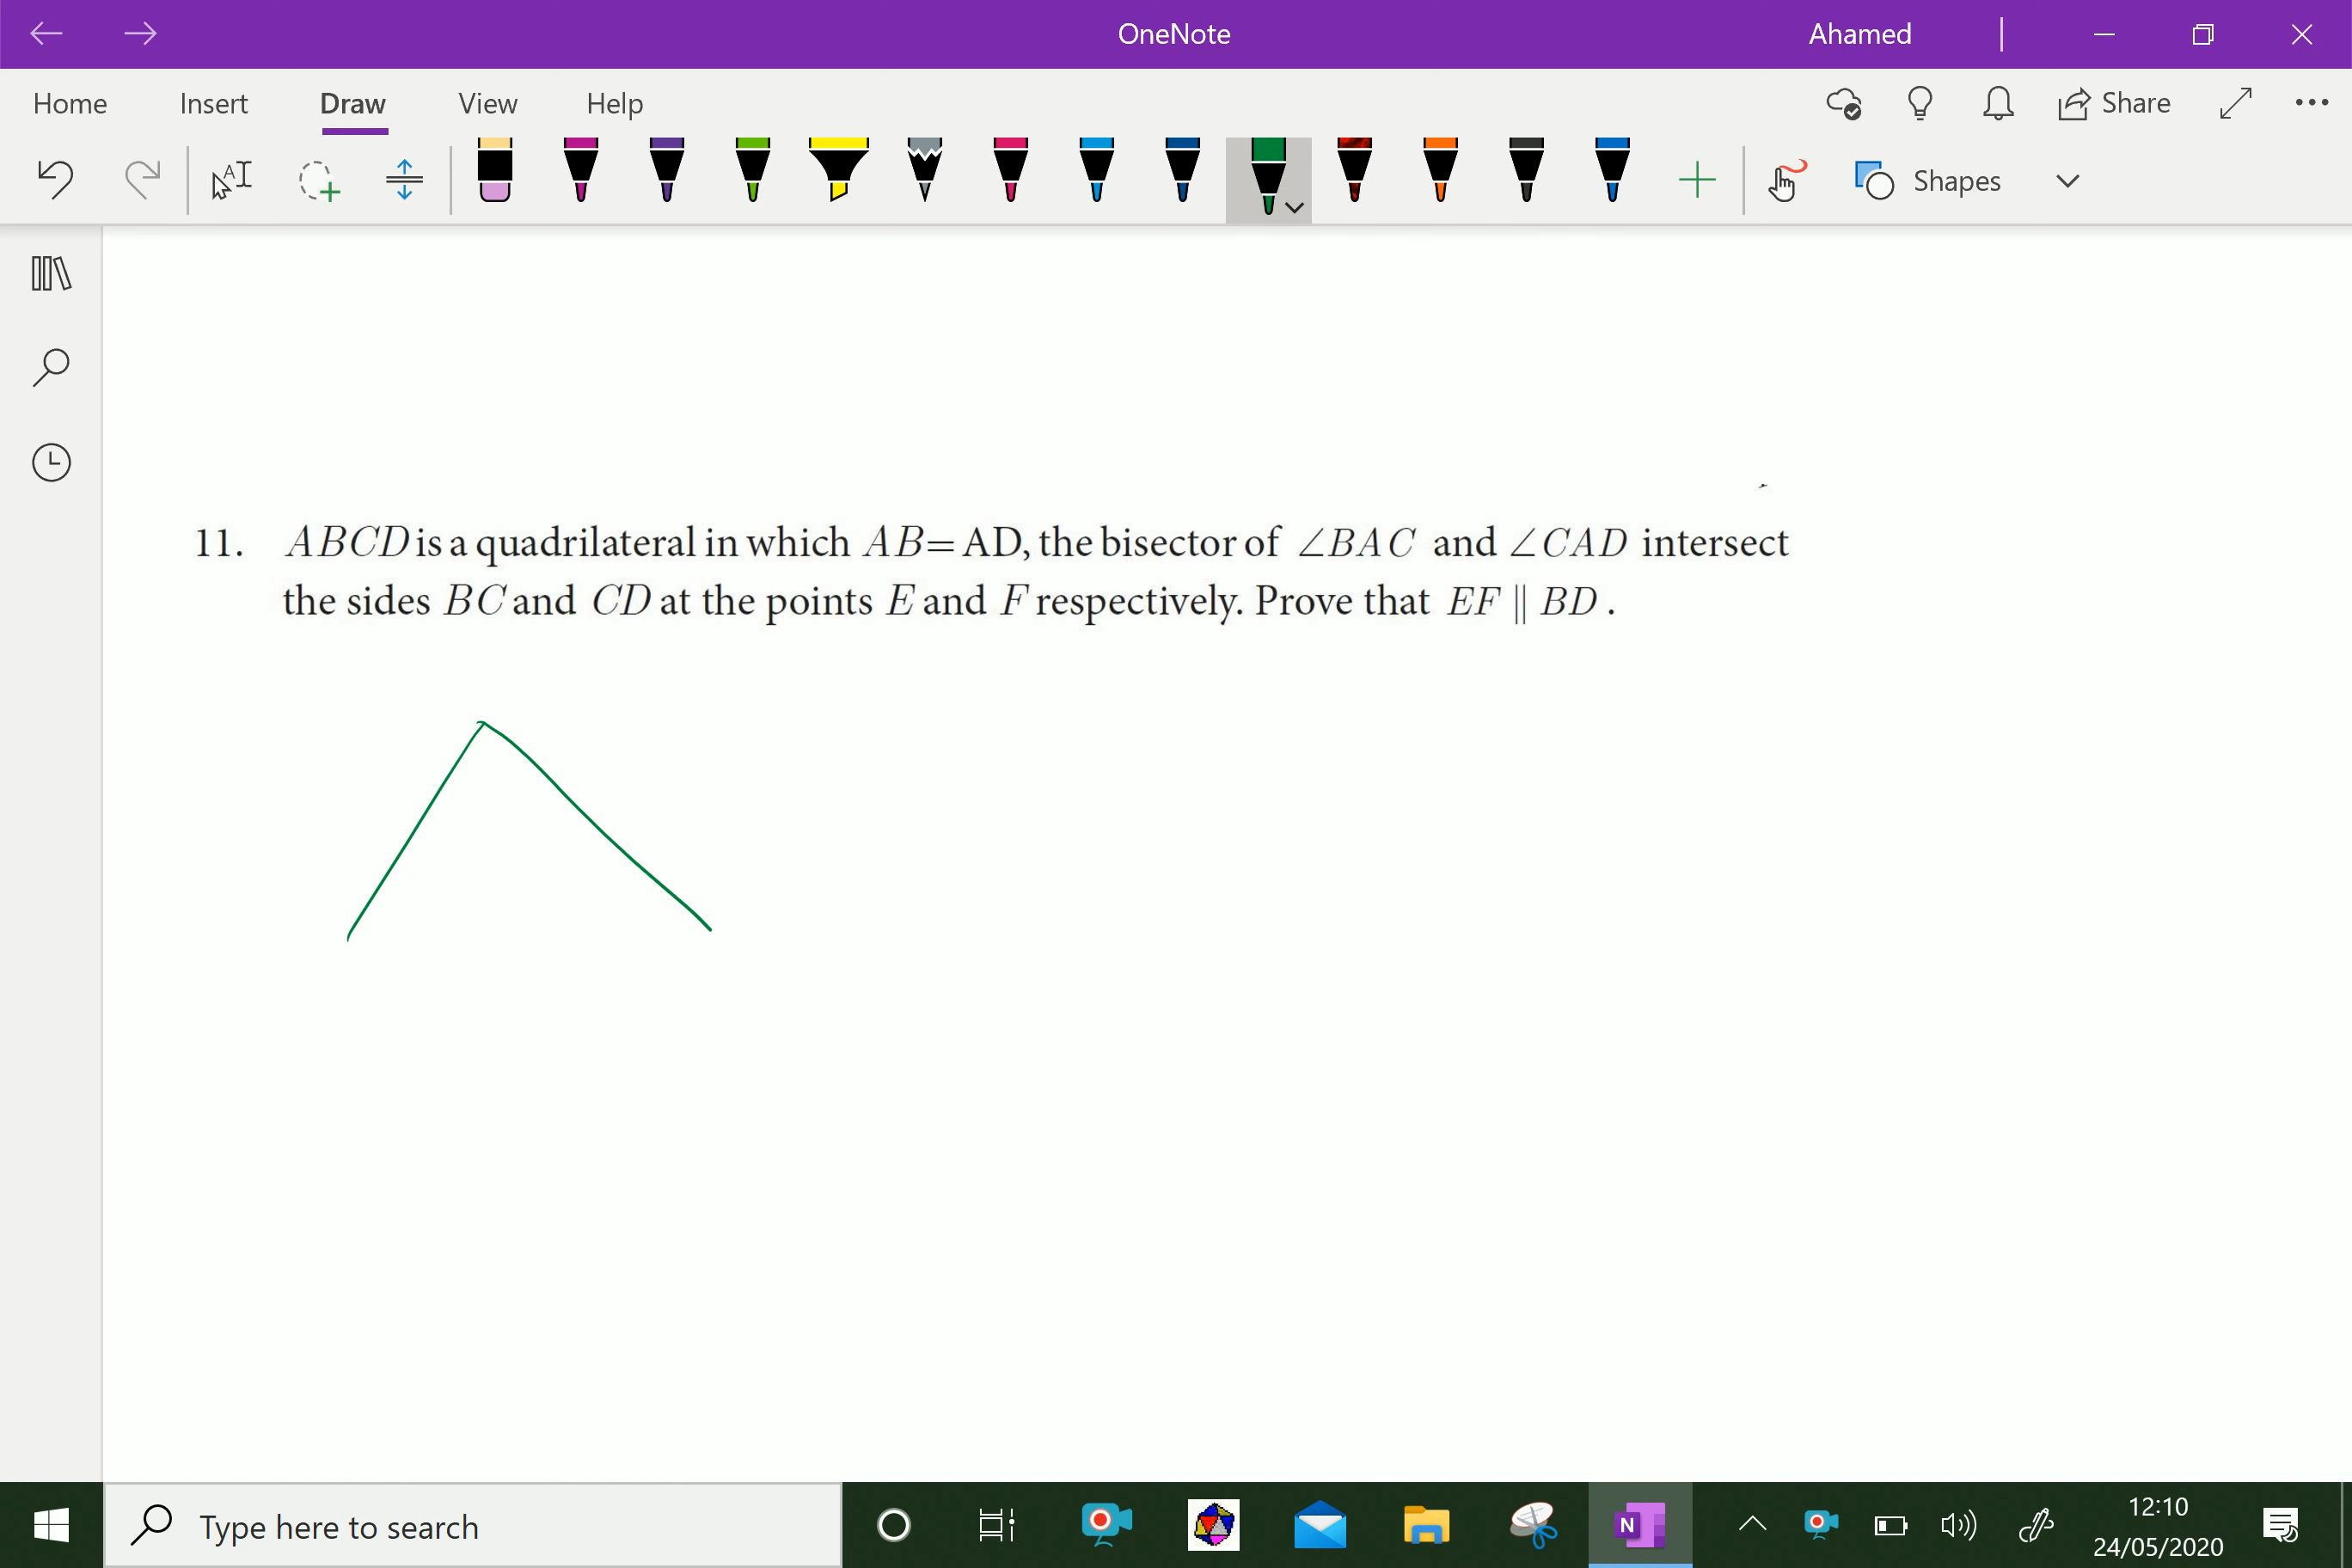 OneNote
Ahamed
Home Insert Draw View Help
Share
Shapes
11. ABCD is a quadrilateral in which AB= AD, the bisector of ∠BAC and ∠CAD intersect
the sides BC and CD at the points E and F respectively. Prove that EF || BD .
Type here to search
N
12:10
24/05/2020